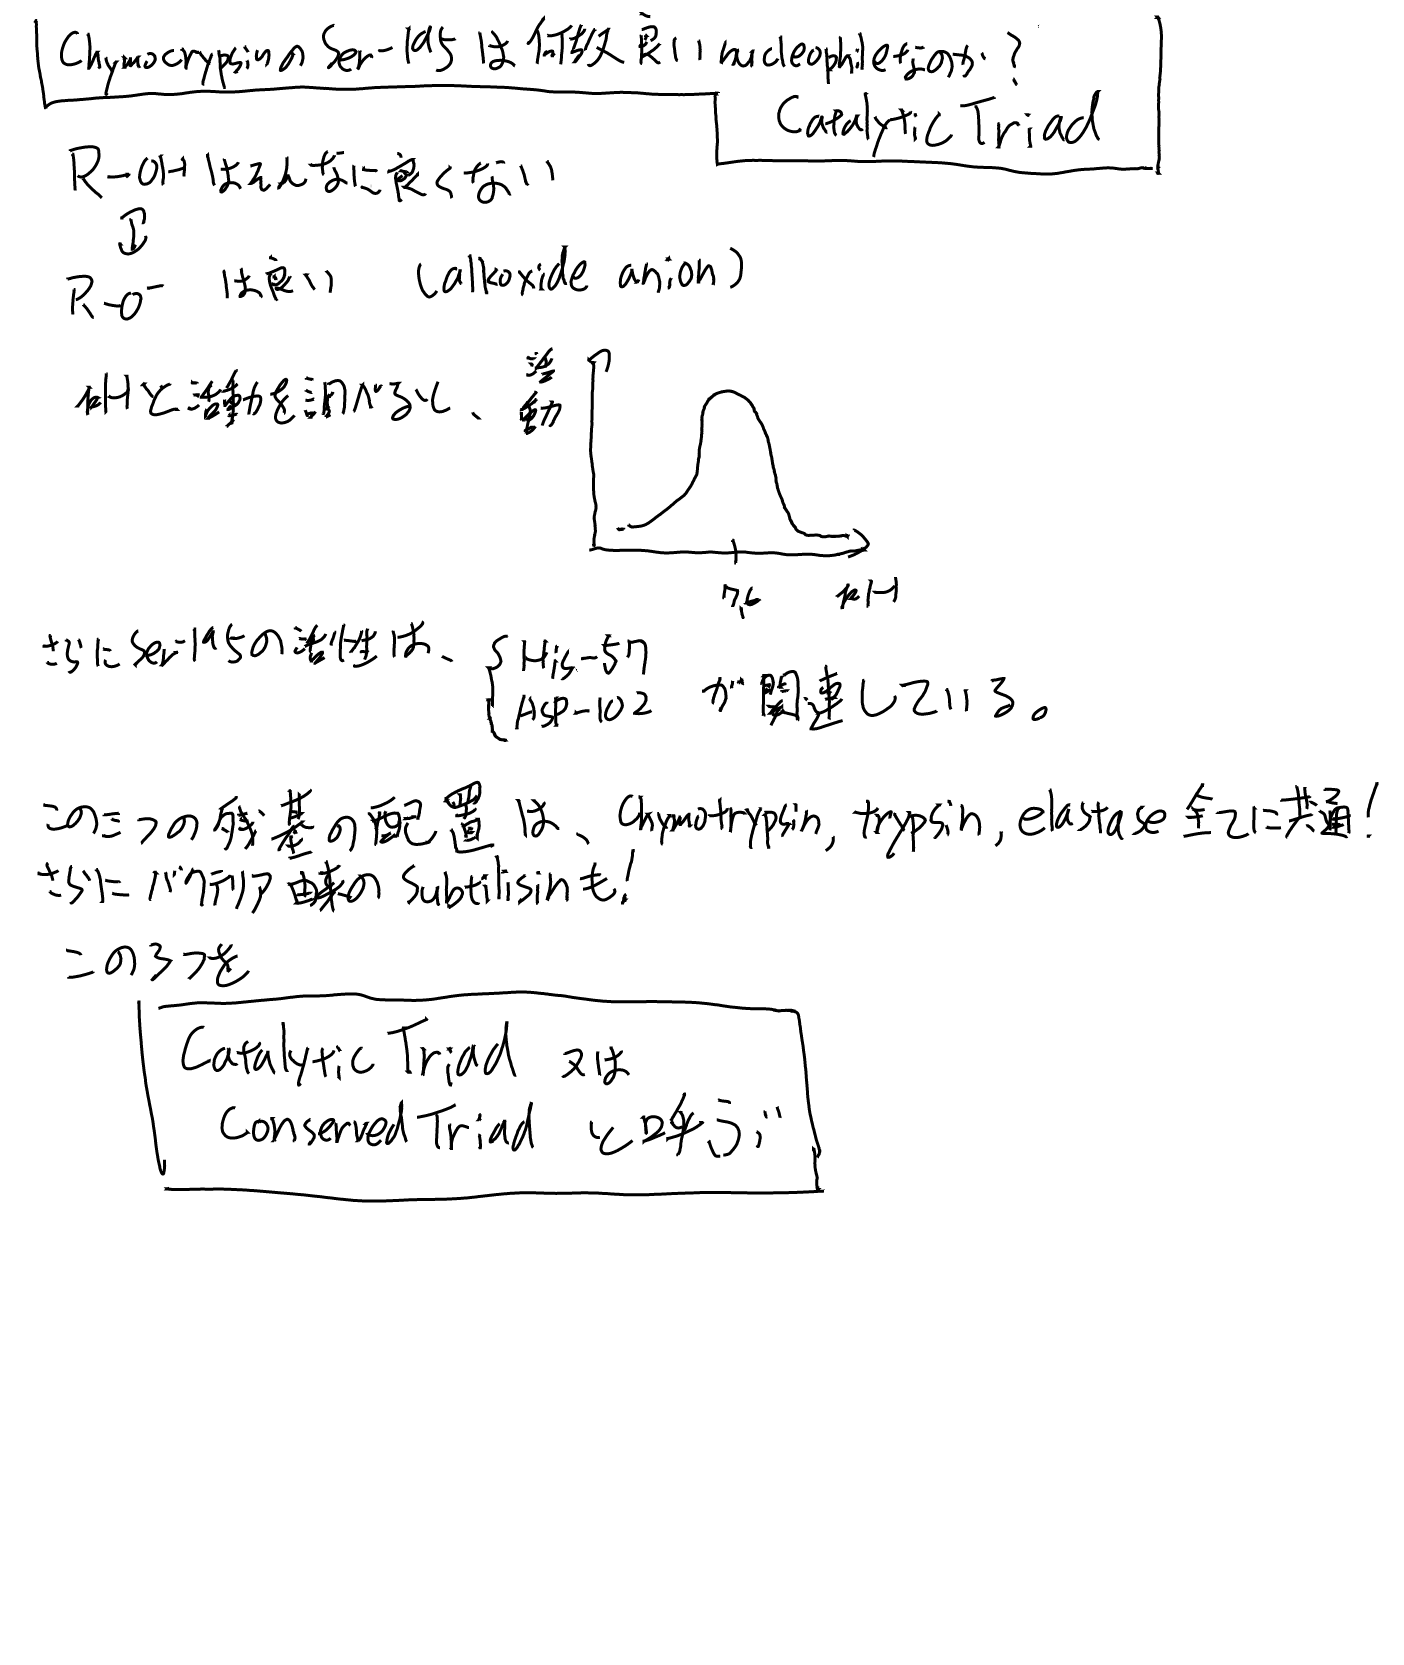 ChymocrypsinのSer-195は何故良いnucleophileなのか?
Catalytic Triad
R-OHはそんなに良くない
R-O⁻ は良い (alkoxide anion)
pHと活動を調べると、
活動
7.6 pH
さらにSer-195の活性は、
His-57
Asp-102 が関連している。
この三つの残基の配置は、Chymotrypsin, trypsin, elastase全てに共通!
さらにバクテリア由来のSubtilisinも!
この3つを
Catalytic Triad 又は
Conserved Triad と呼ぶ